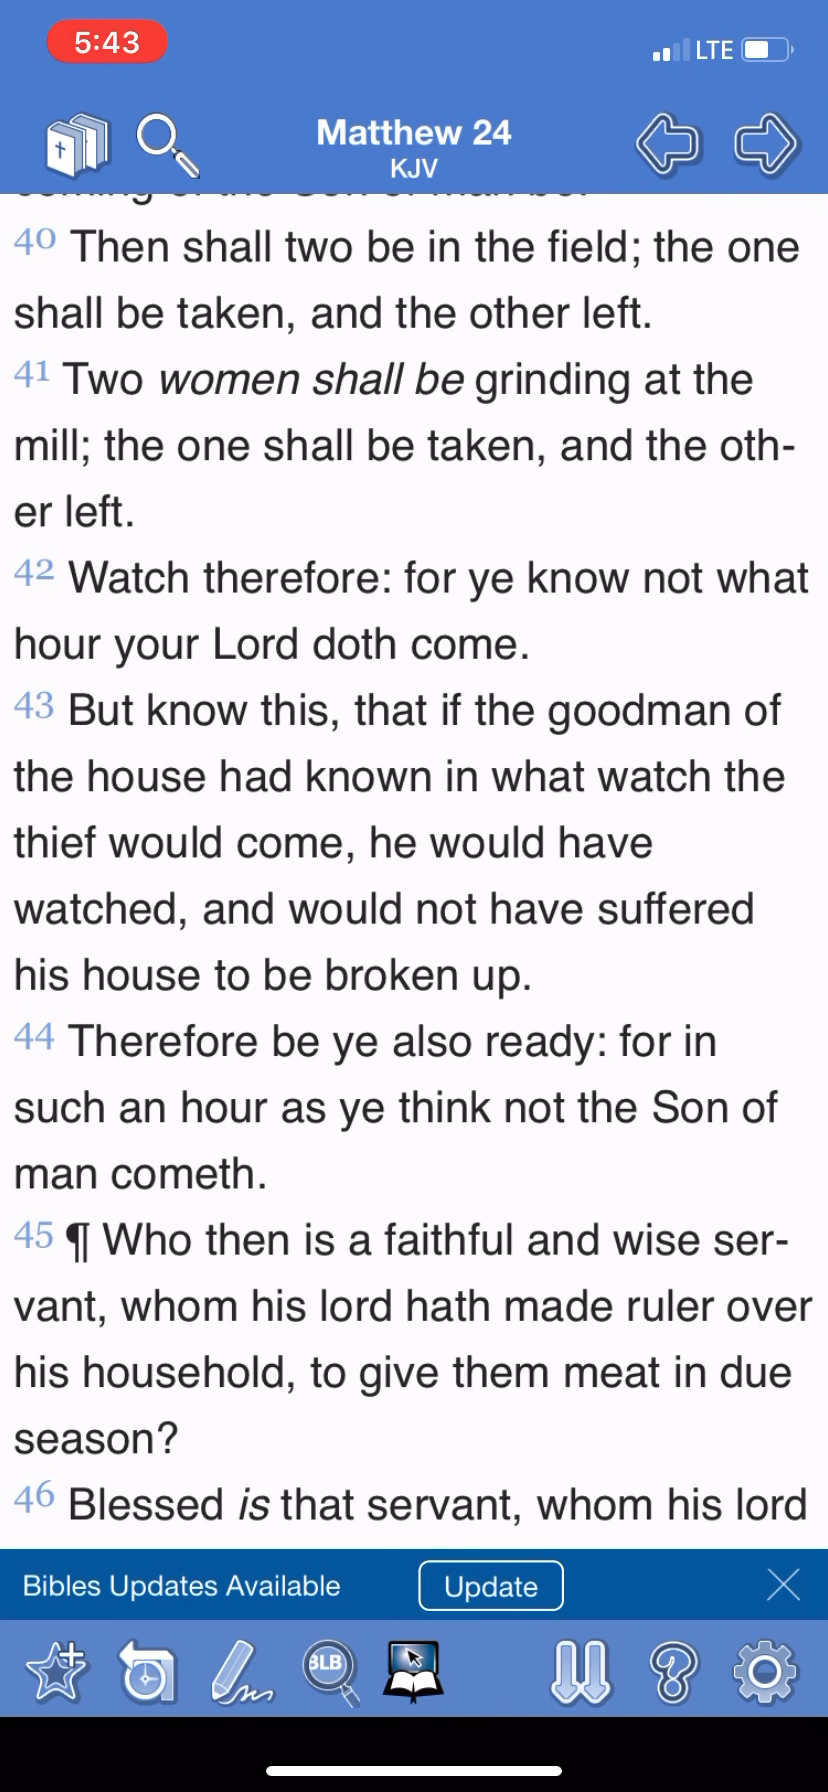 5:43
LTE
Matthew 24
KJV
coming of the Son of man be.
40 Then shall two be in the field; the one
shall be taken, and the other left.
41 Two women shall be grinding at the
mill; the one shall be taken, and the oth-
er left.
42 Watch therefore: for ye know not what
hour your Lord doth come.
43 But know this, that if the goodman of
the house had known in what watch the
thief would come, he would have
watched, and would not have suffered
his house to be broken up.
44 Therefore be ye also ready: for in
such an hour as ye think not the Son of
man cometh.
45 ¶ Who then is a faithful and wise ser-
vant, whom his lord hath made ruler over
his household, to give them meat in due
season?
46 Blessed is that servant, whom his lord
Bibles Updates Available
Update
BLB